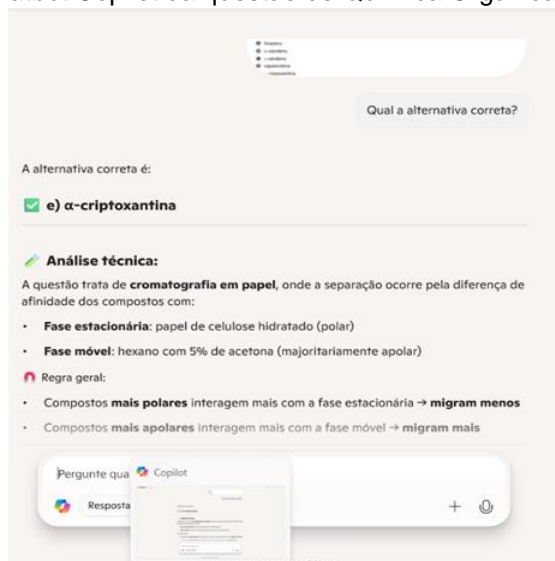 Qual a alternativa correta?
A alternativa correta é:
e) α-criptoxantina
Análise técnica:
A questão trata de cromatografia em papel, onde a separação ocorre pela diferença de
afinidade dos compostos com:
• Fase estacionária: papel de celulose hidratado (polar)
• Fase móvel: hexano com 5% de acetona (majoritariamente apolar)
Regra geral:
• Compostos mais polares interagem mais com a fase estacionária → migram menos
• Compostos mais apolares interagem mais com a fase móvel → migram mais
Pergunte qua
Copilot
Resposta